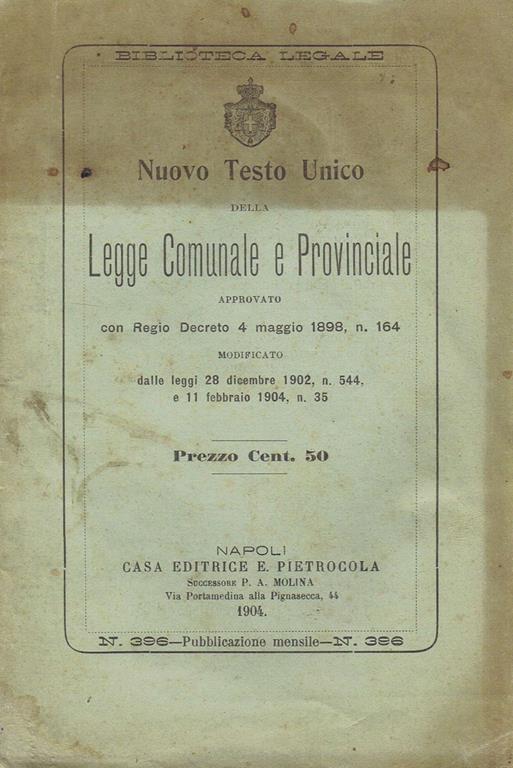 BIBLIOTECA LEGALE
Nuovo Testo Unico
DELLA
Legge Comunale e Provinciale
APPROVATO
con Regio Decreto 4 maggio 1898, n. 164
MODIFICATO
dalle leggi 28 dicembre 1902, n. 544,
e 11 febbraio 1904, n. 35
Prezzo Cent. 50
NAPOLI
CASA EDITRICE E. PIETROCOLA
Successore P. A. MOLINA
Via Portamedina alla Pignasecca, 44
1904.
N. 396—Pubblicazione mensile—N. 396